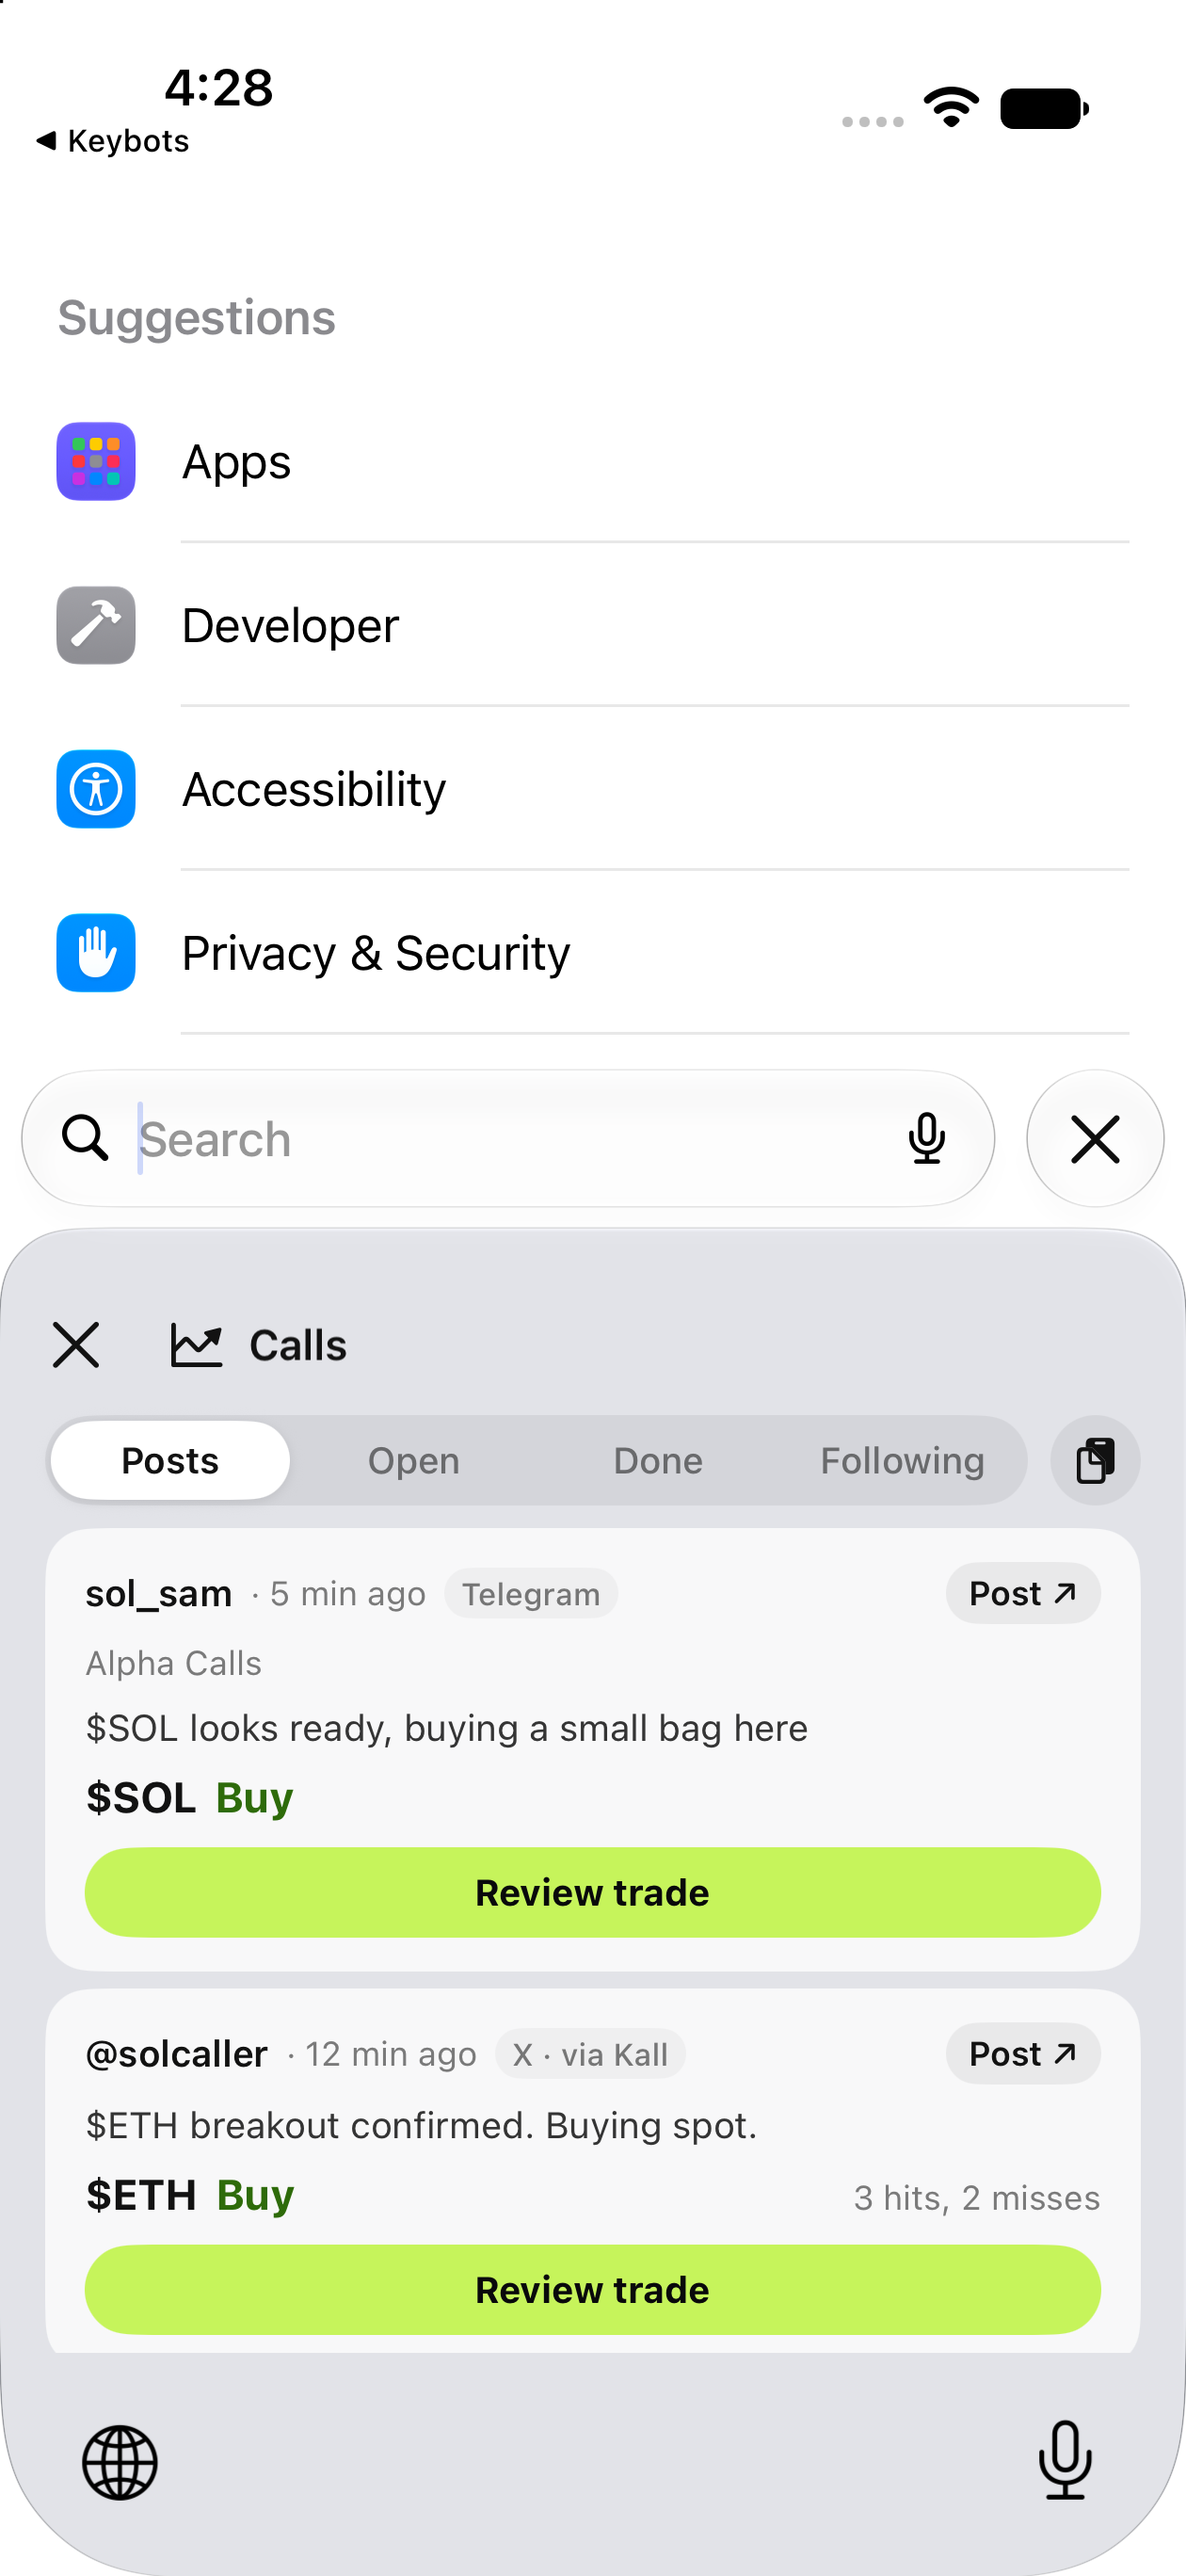 4:28
Keybots
Suggestions
Apps
Developer
Accessibility
Privacy & Security
Search
Calls
Posts Open Done Following
sol_sam · 5 min ago Telegram Post
Alpha Calls
$SOL looks ready, buying a small bag here
$SOL Buy
Review trade
@solcaller · 12 min ago X · via Kall Post
$ETH breakout confirmed. Buying spot.
$ETH Buy 3 hits, 2 misses
Review trade